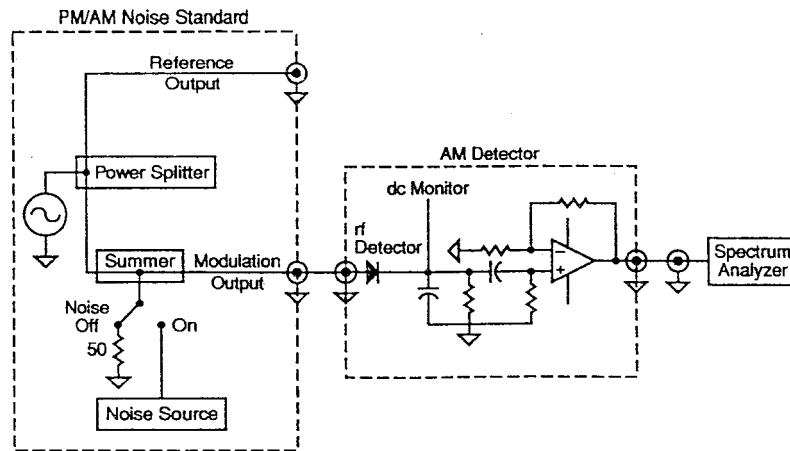 PM/AM Noise Standard
Reference
Output
Power Splitter
Summer
Modulation
Output
Noise
Off
On
50
Noise Source
AM Detector
dc Monitor
rf
Detector
−
+
Spectrum
Analyzer